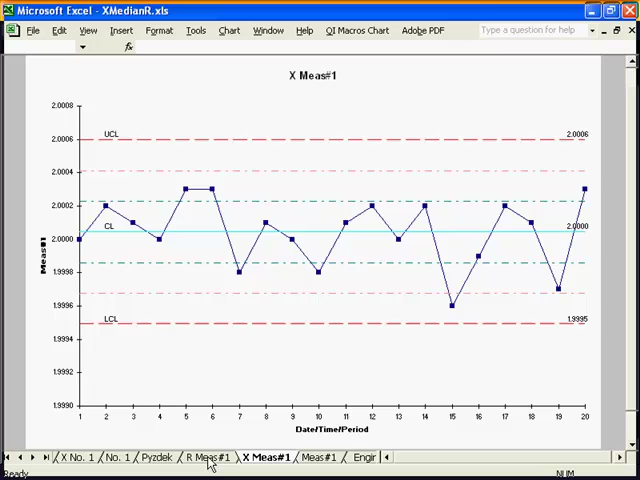 Microsoft Excel - XMedianR.xls
File Edit View Insert Format Tools Chart Window Help QI Macros Chart Adobe PDF Type a question for help
fx
X Meas#1
2.0008
2.0006 UCL 2.0006
2.0004
2.0002
2.0000 CL 2.0000
1.9998
1.9996
1.9994 LCL 1.9995
1.9992
1.9990
Meas#1
1 2 3 4 5 6 7 8 9 10 11 12 13 14 15 16 17 18 19 20
Date/Time/Period
X No. 1 No. 1 Pyzdek R Meas#1 X Meas#1 Meas#1 Engir
Ready NUM